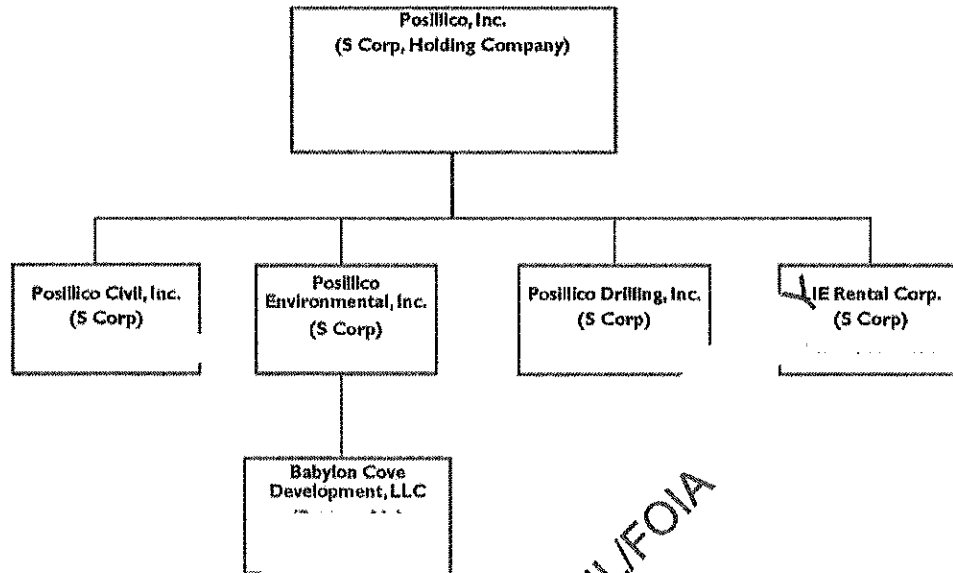 Posillico, Inc.
(S Corp, Holding Company)
Posillico Civil, Inc.
(S Corp)
Posillico
Environmental, Inc.
(S Corp)
Posillico Drilling, Inc.
(S Corp)
IE Rental Corp.
(S Corp)
Babylon Cove
Development, LLC
/FOIA